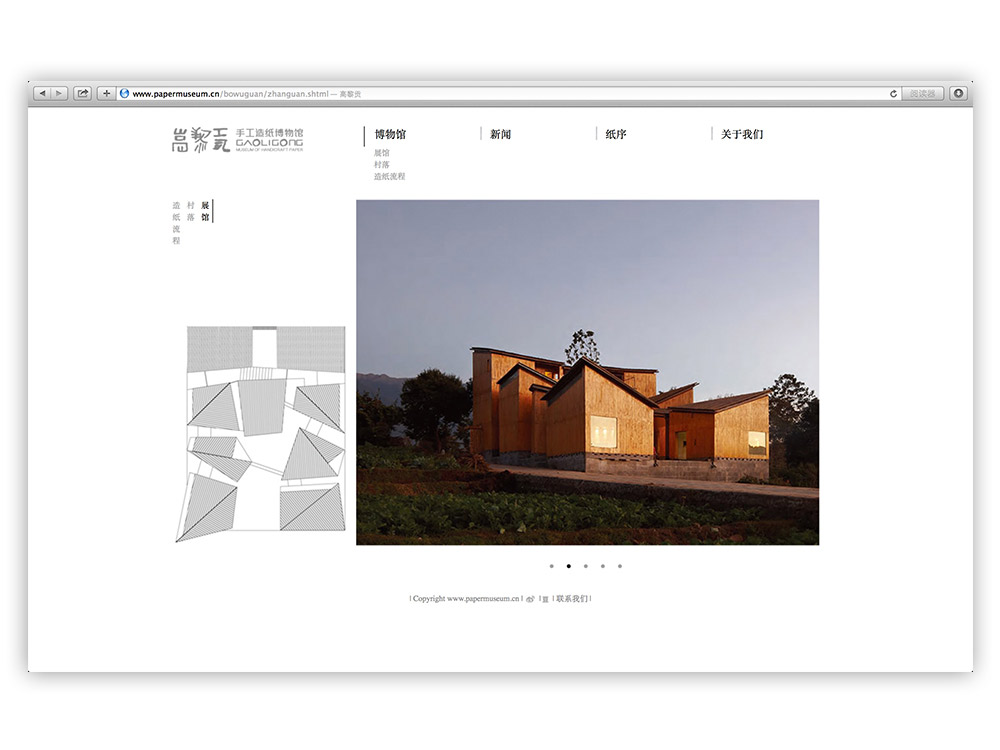 www.papermuseum.cn/bowuguan/zhanguan.shtml — 高黎贡
阅读器
高黎贡 手工造纸博物馆
GAOLIGONG
MUSEUM OF HANDICRAFT PAPER
博物馆
展馆
村落
造纸流程
新闻
纸序
关于我们
展馆
村落
造纸流程
| Copyright www.papermuseum.cn |
| 联系我们 |